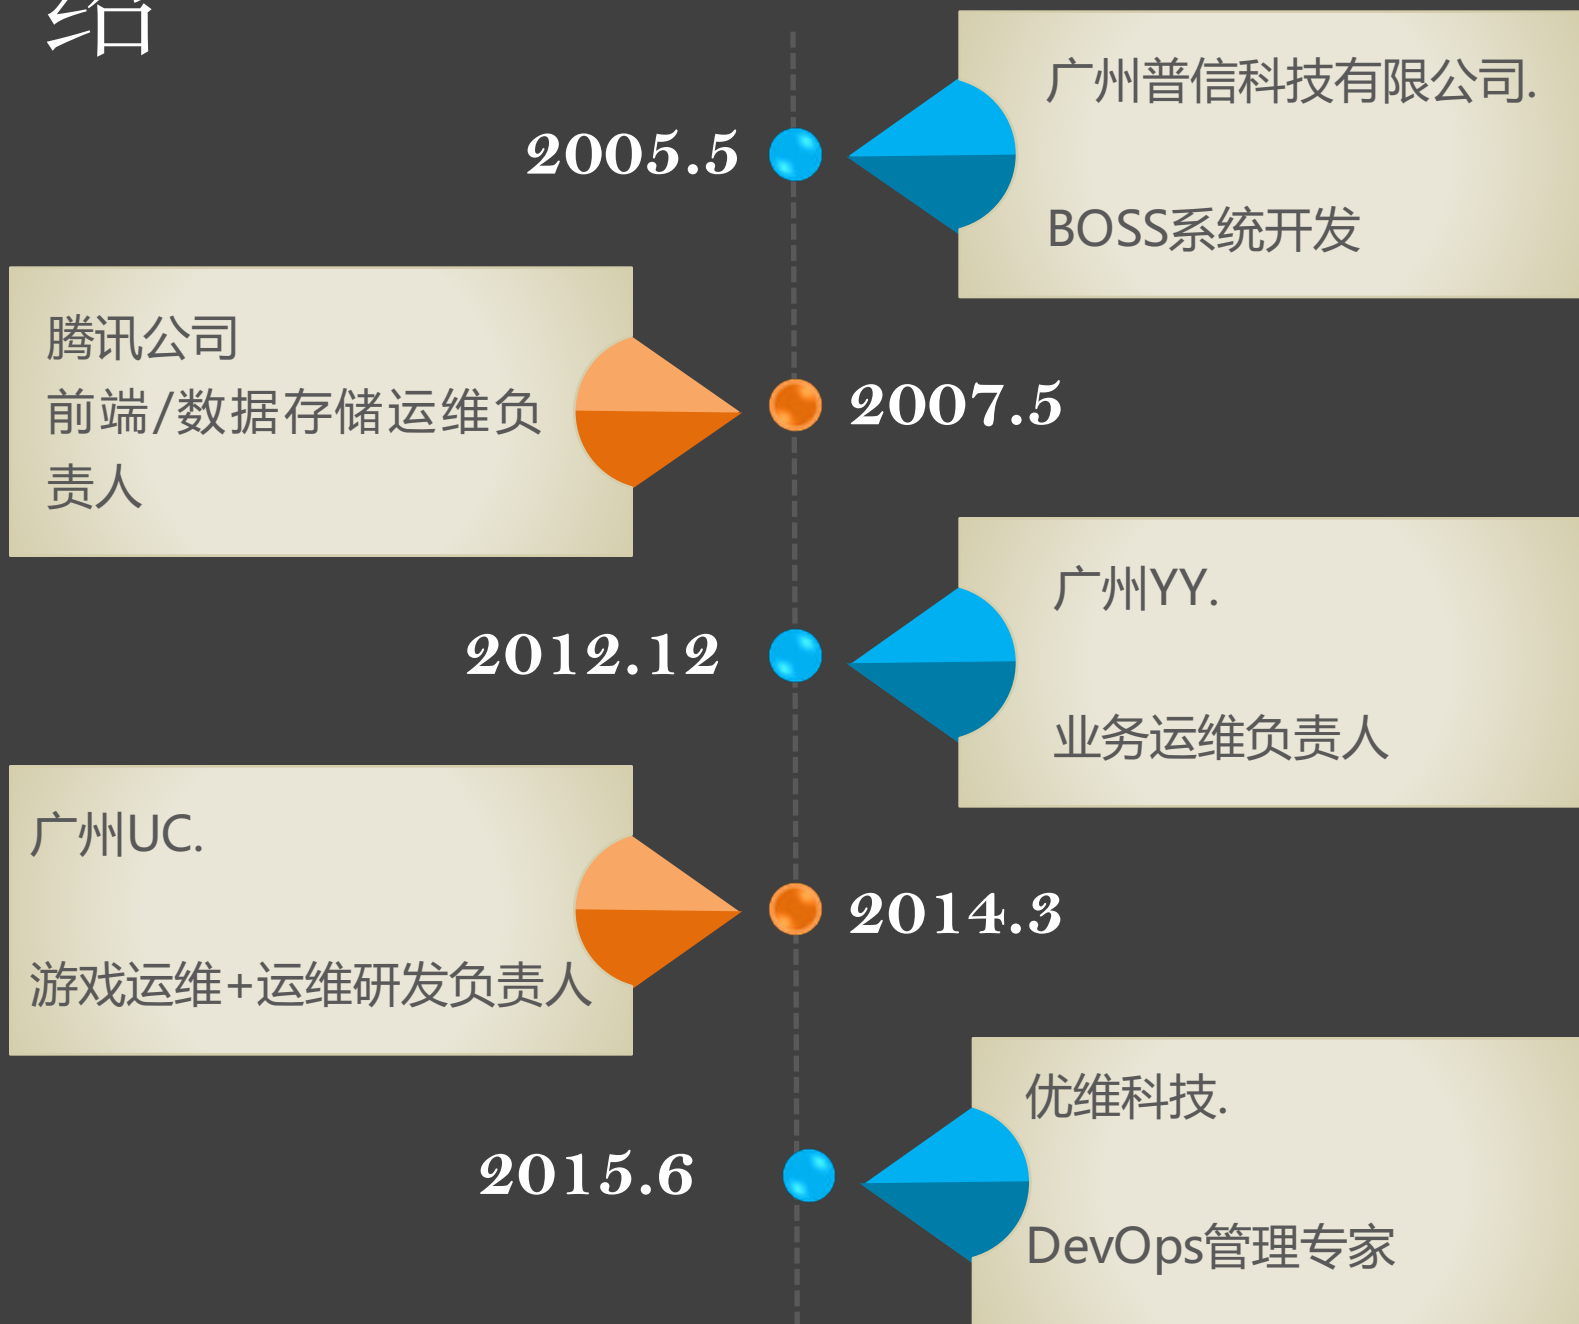 绍
2005.5
广州普信科技有限公司.
BOSS系统开发
腾讯公司
前端/数据存储运维负
责人
2007.5
2012.12
广州YY.
业务运维负责人
广州UC.
游戏运维+运维研发负责人
2014.3
2015.6
优维科技.
DevOps管理专家